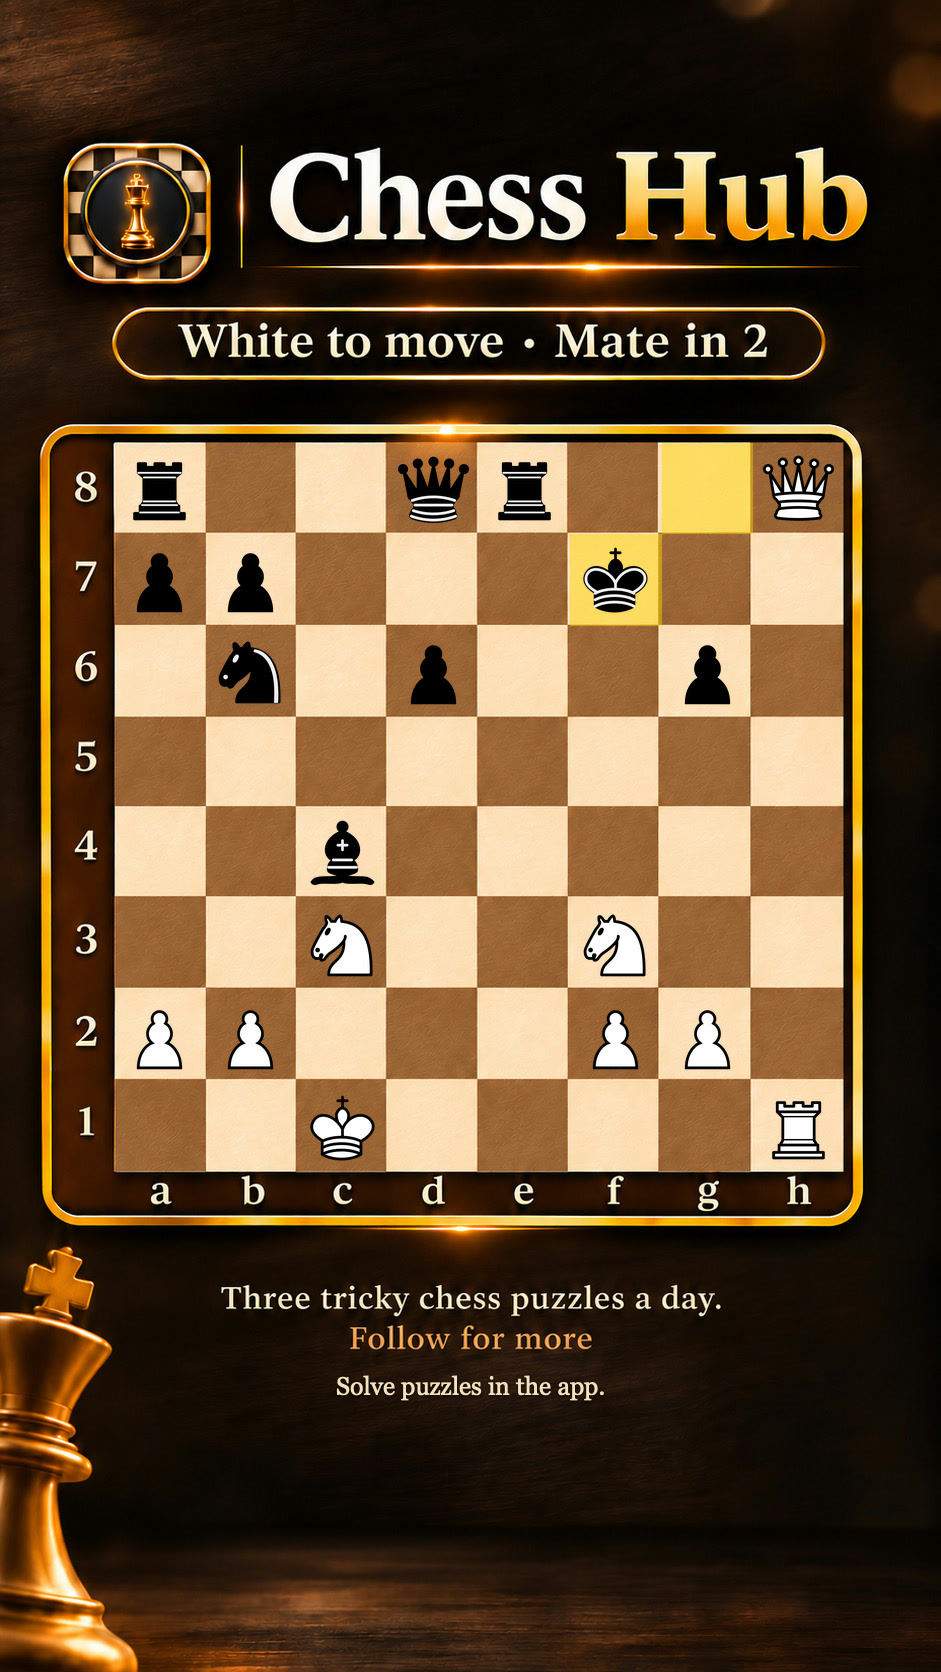 Chess Hub
White to move · Mate in 2
8
7
6
5
4
3
2
1
a b c d e f g h
Three tricky chess puzzles a day.
Follow for more
Solve puzzles in the app.